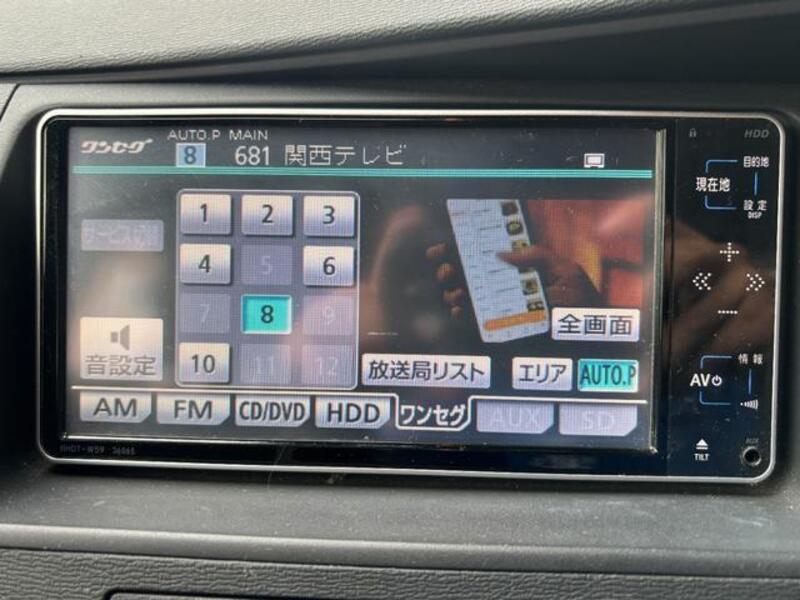 AUTO.P MAIN
ワンセグ 8 681 関西テレビ
HDD
目的地
現在地
設定
DISP
1 2 3
4 5 6
7 8 9
10 11 12
音設定
全画面
放送局リスト エリア AUTO.P
AM FM CD/DVD HDD ワンセグ AUX SD
情報
AV
TILT
AUX